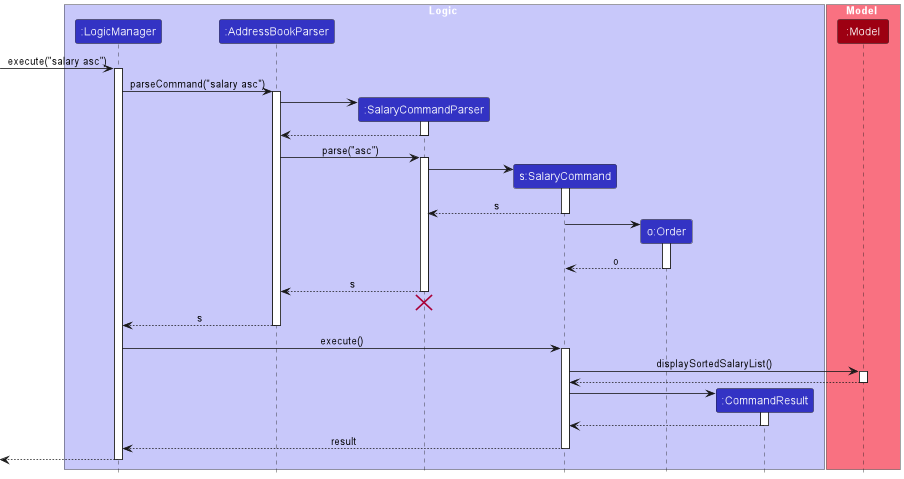 Logic
Model
:LogicManager
:AddressBookParser
:Model
execute("salary asc")
parseCommand("salary asc")
:SalaryCommandParser
parse("asc")
s:SalaryCommand
s
o:Order
o
s
s
execute()
displaySortedSalaryList()
:CommandResult
result